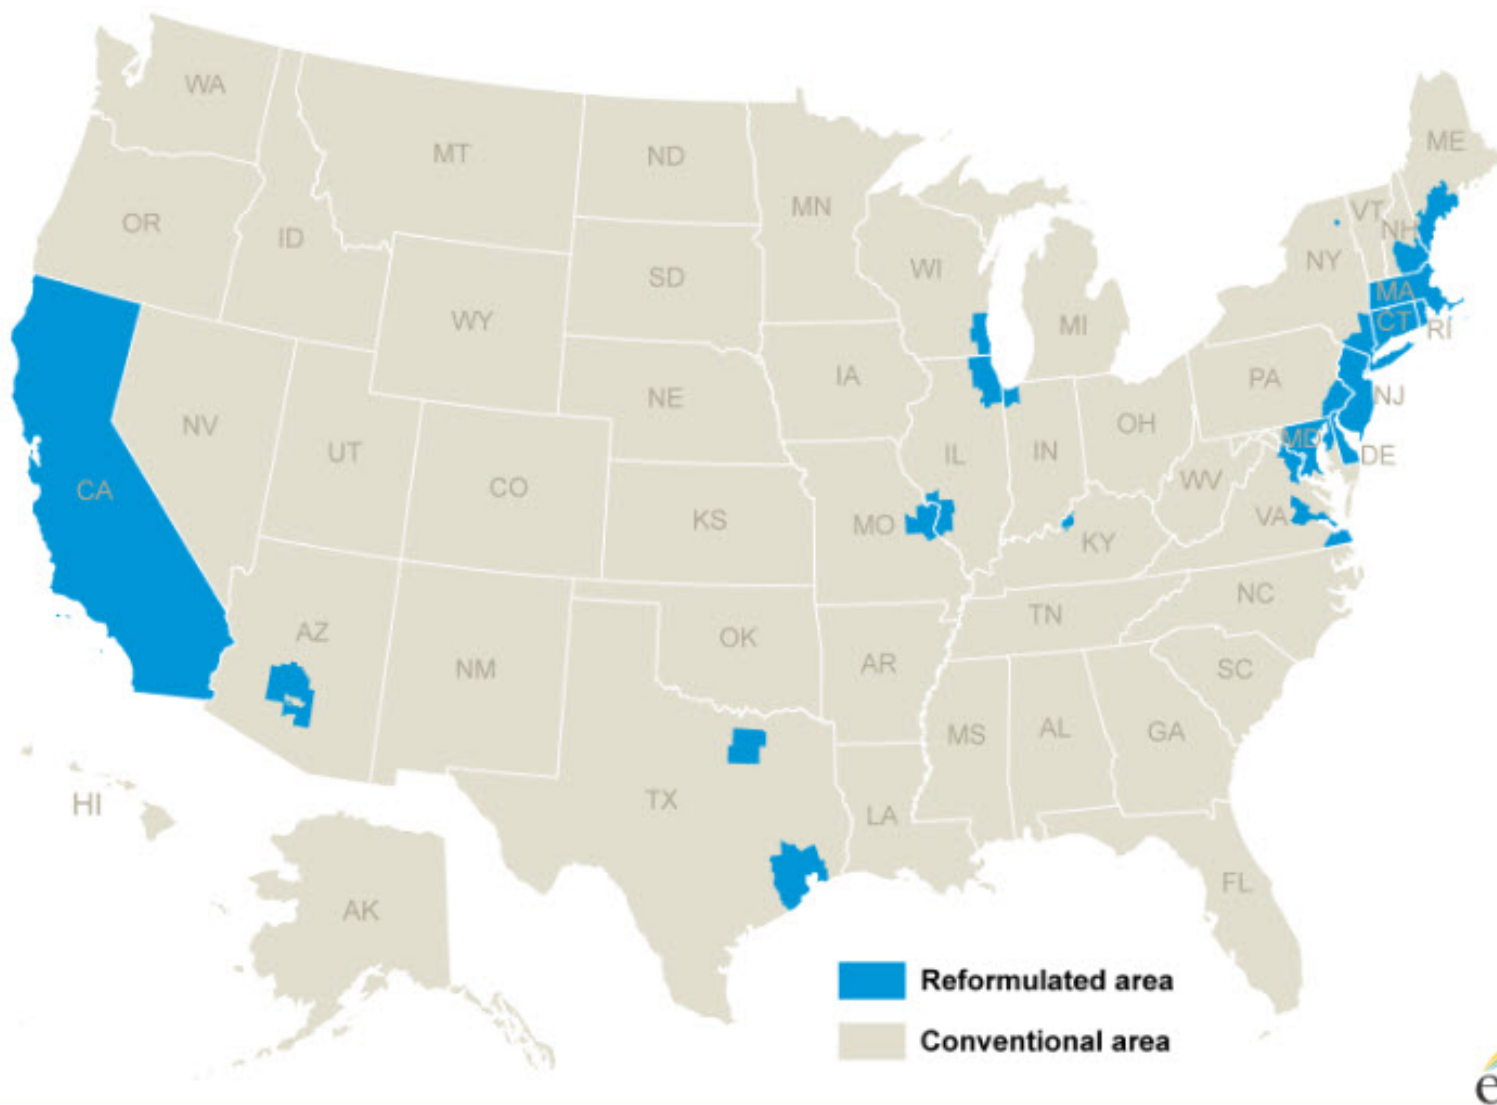 WA
MT
ND
ME
OR
ID
MN
VT
NH
SD
WI
NY
WY
MI
MA
CT
RI
IA
PA
NE
NJ
NV
UT
OH
MD
IL
IN
DE
CA
CO
WV
KS
MO
VA
KY
AZ
NC
TN
OK
NM
AR
SC
MS
AL
GA
TX
HI
LA
FL
AK
Reformulated area
Conventional area
e